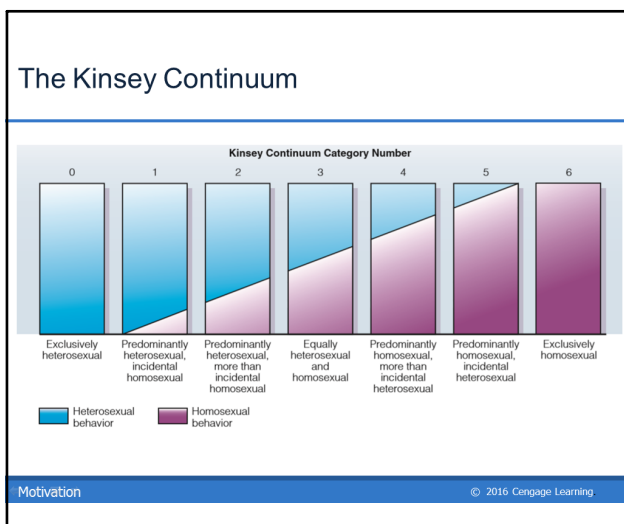 The Kinsey Continuum
Kinsey Continuum Category Number
0 1 2 3 4 5 6
Exclusively
heterosexual
Predominantly
heterosexual,
incidental
homosexual
Predominantly
heterosexual,
more than
incidental
homosexual
Equally
heterosexual
and
homosexual
Predominantly
homosexual,
more than
incidental
heterosexual
Predominantly
homosexual,
incidental
heterosexual
Exclusively
homosexual
Heterosexual
behavior
Homosexual
behavior
Motivation
© 2016 Cengage Learning.